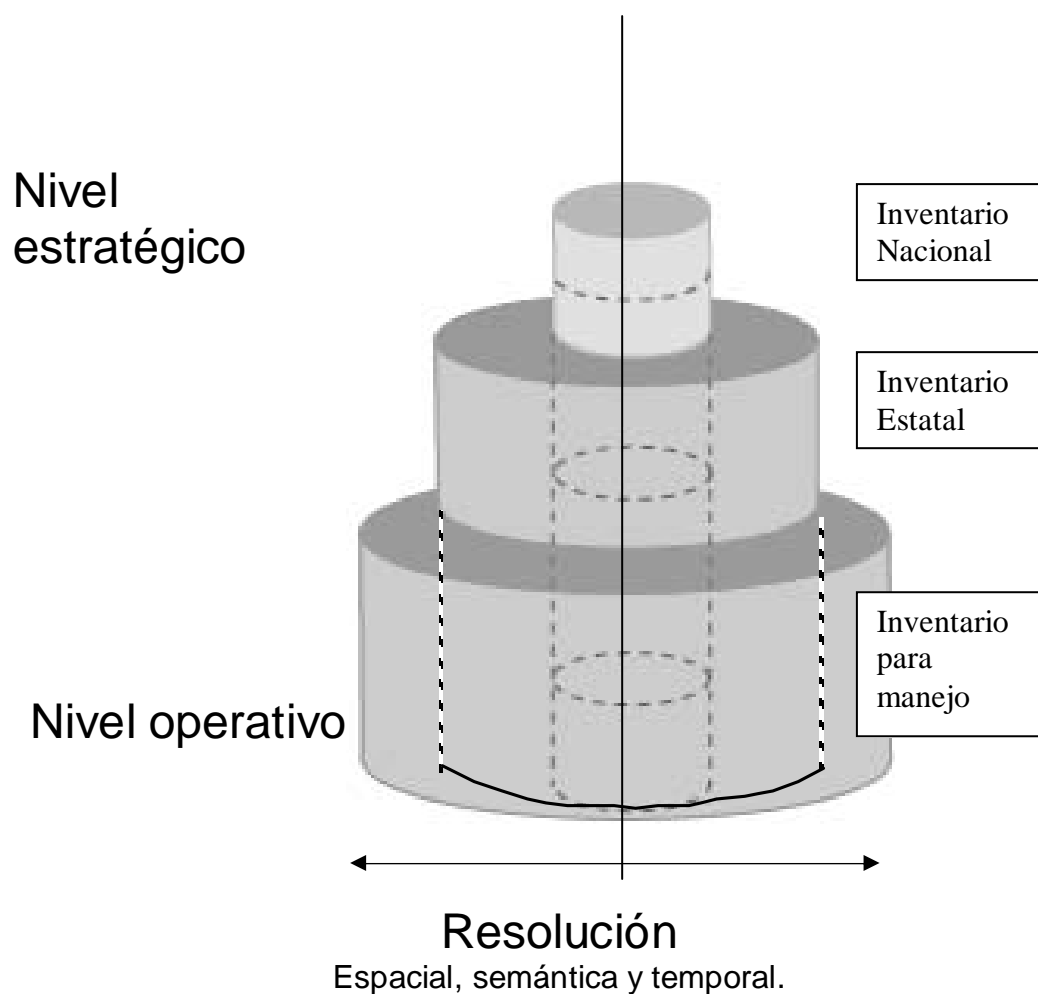 Nivel
estratégico
Inventario
Nacional
Inventario
Estatal
Inventario
para
manejo
Nivel operativo
Resolución
Espacial, semántica y temporal.